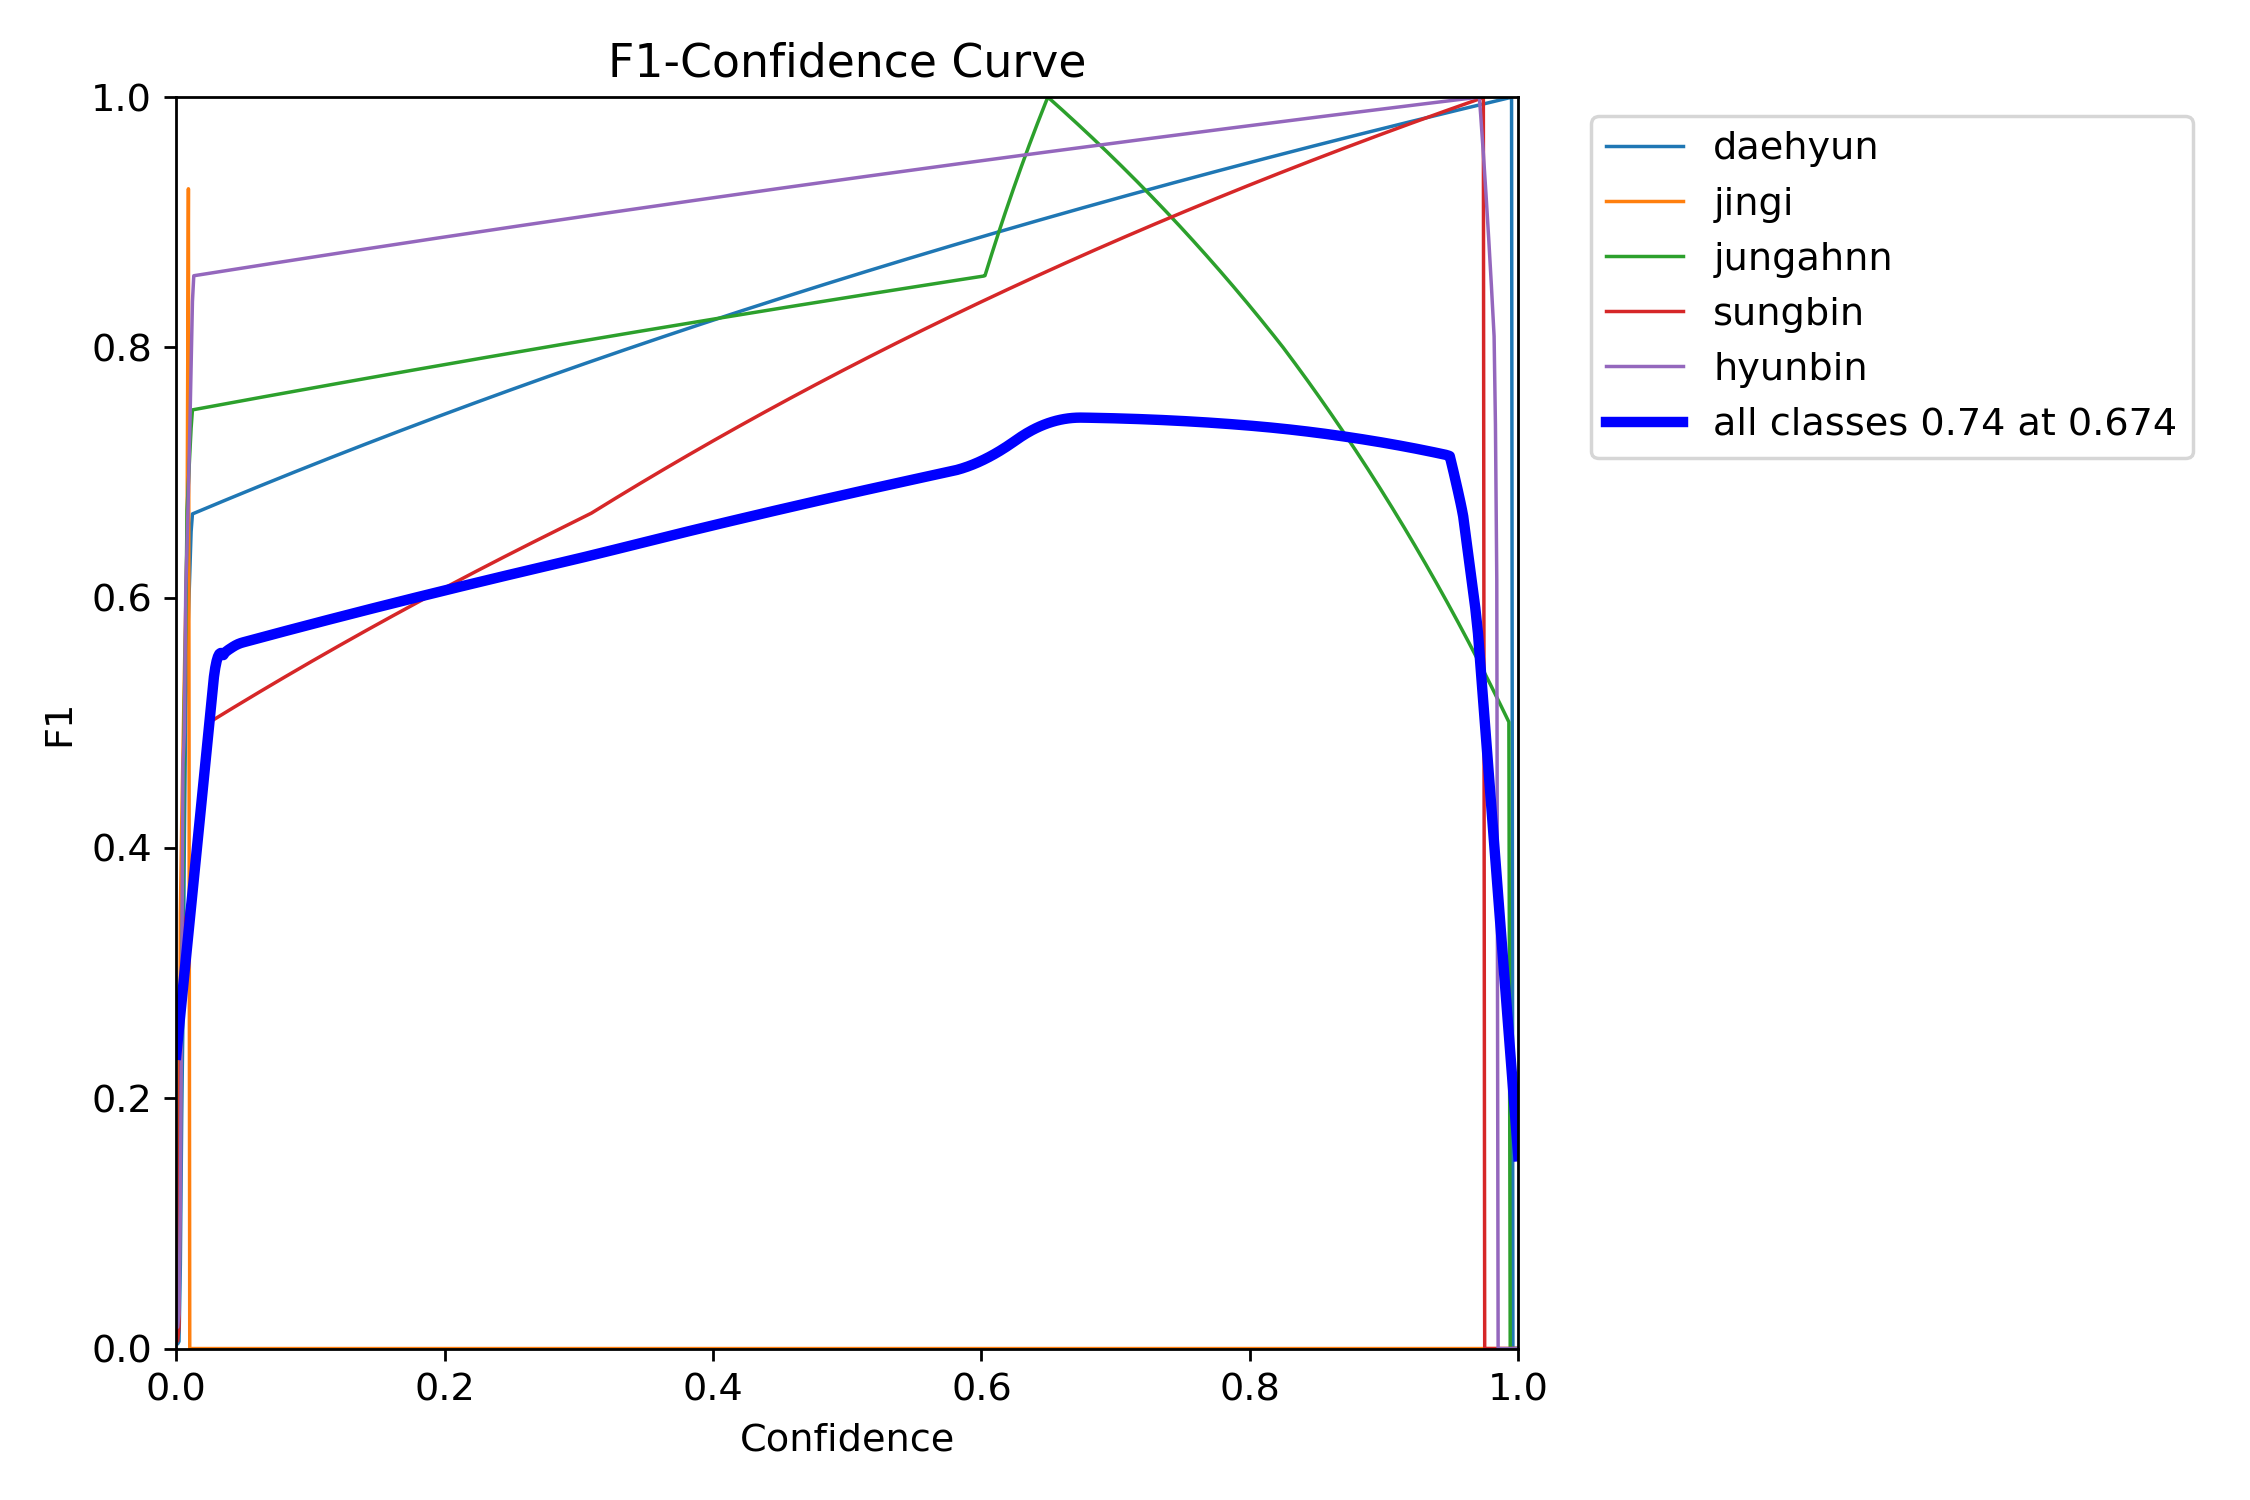 F1-Confidence Curve
1.0
0.8
0.6
0.4
0.2
0.0
F1
0.0 0.2 0.4 0.6 0.8 1.0
Confidence
daehyun
jingi
jungahnn
sungbin
hyunbin
all classes 0.74 at 0.674